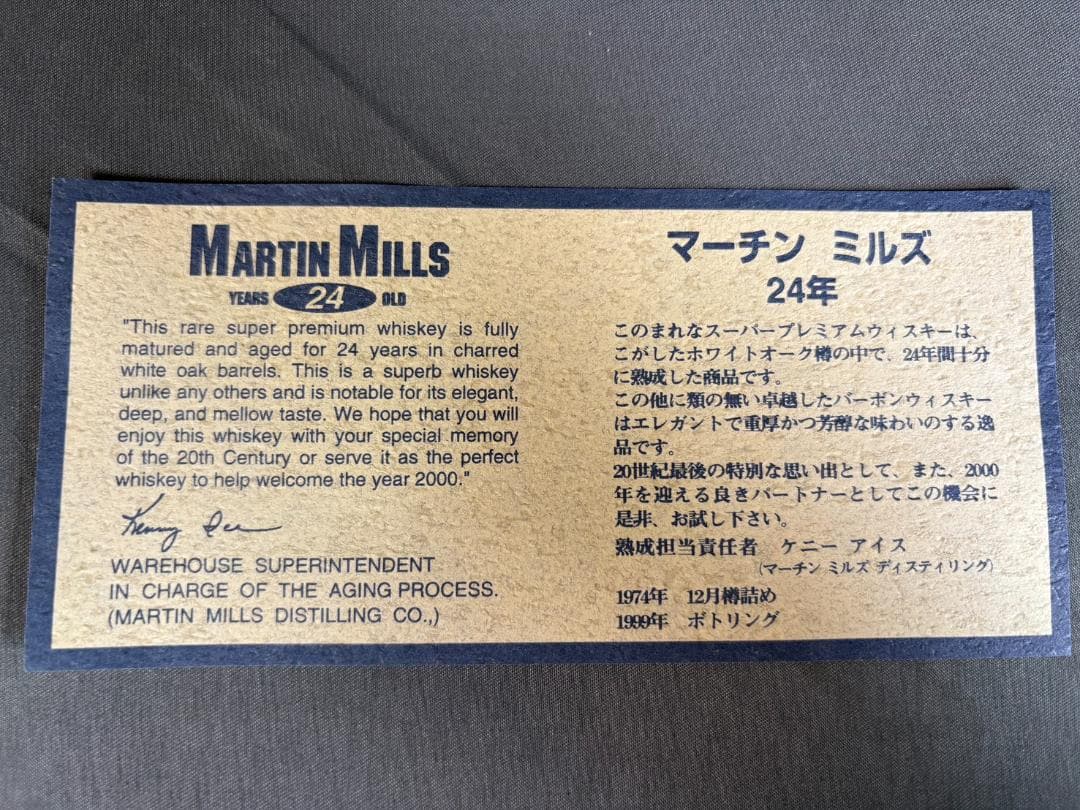 MARTIN MILLS
YEARS 24 OLD
"This rare super premium whiskey is fully
matured and aged for 24 years in charred
white oak barrels. This is a superb whiskey
unlike any others and is notable for its elegant,
deep, and mellow taste. We hope that you will
enjoy this whiskey with your special memory
of the 20th Century or serve it as the perfect
whiskey to help welcome the year 2000."
WAREHOUSE SUPERINTENDENT
IN CHARGE OF THE AGING PROCESS.
(MARTIN MILLS DISTILLING CO.,)
マーチン ミルズ
24年
このまれなスーパープレミアムウィスキーは、
こがしたホワイトオーク樽の中で、24年間十分
に熟成した商品です。
この他に類の無い卓越したバーボンウィスキー
はエレガントで重厚かつ芳醇な味わいのする逸
品です。
20世紀最後の特別な思い出として、また、2000
年を迎える良きパートナーとしてこの機会に
是非、お試し下さい。
熟成担当責任者 ケニー アイス
(マーチン ミルズ ディスティリング)
1974年 12月樽詰め
1999年 ボトリング